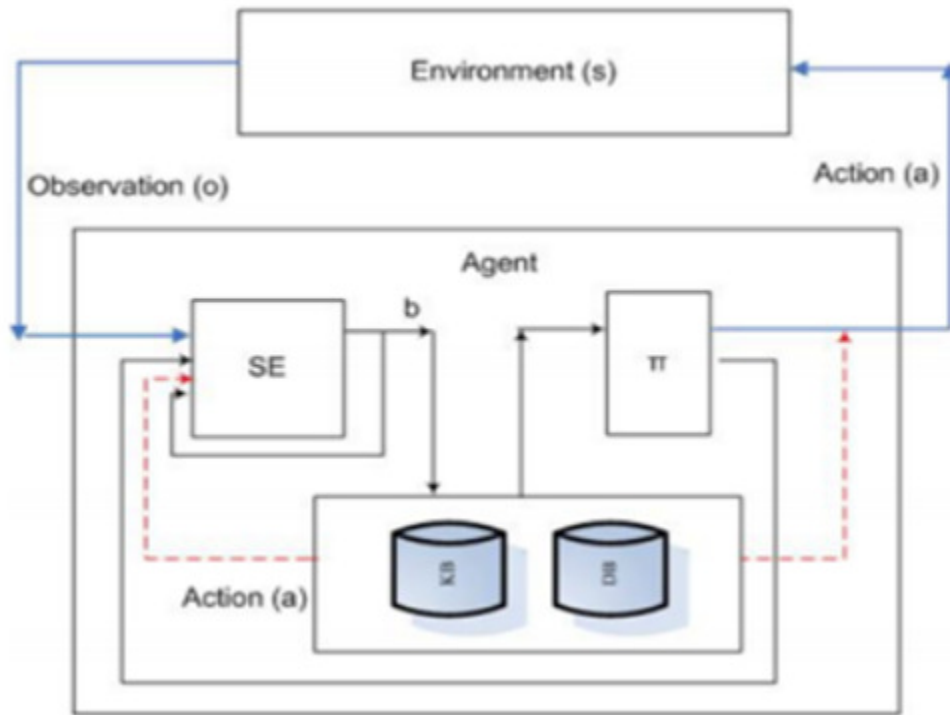 Environment (s)
Observation (o)
Action (a)
Agent
b
SE
π
KB
DB
Action (a)